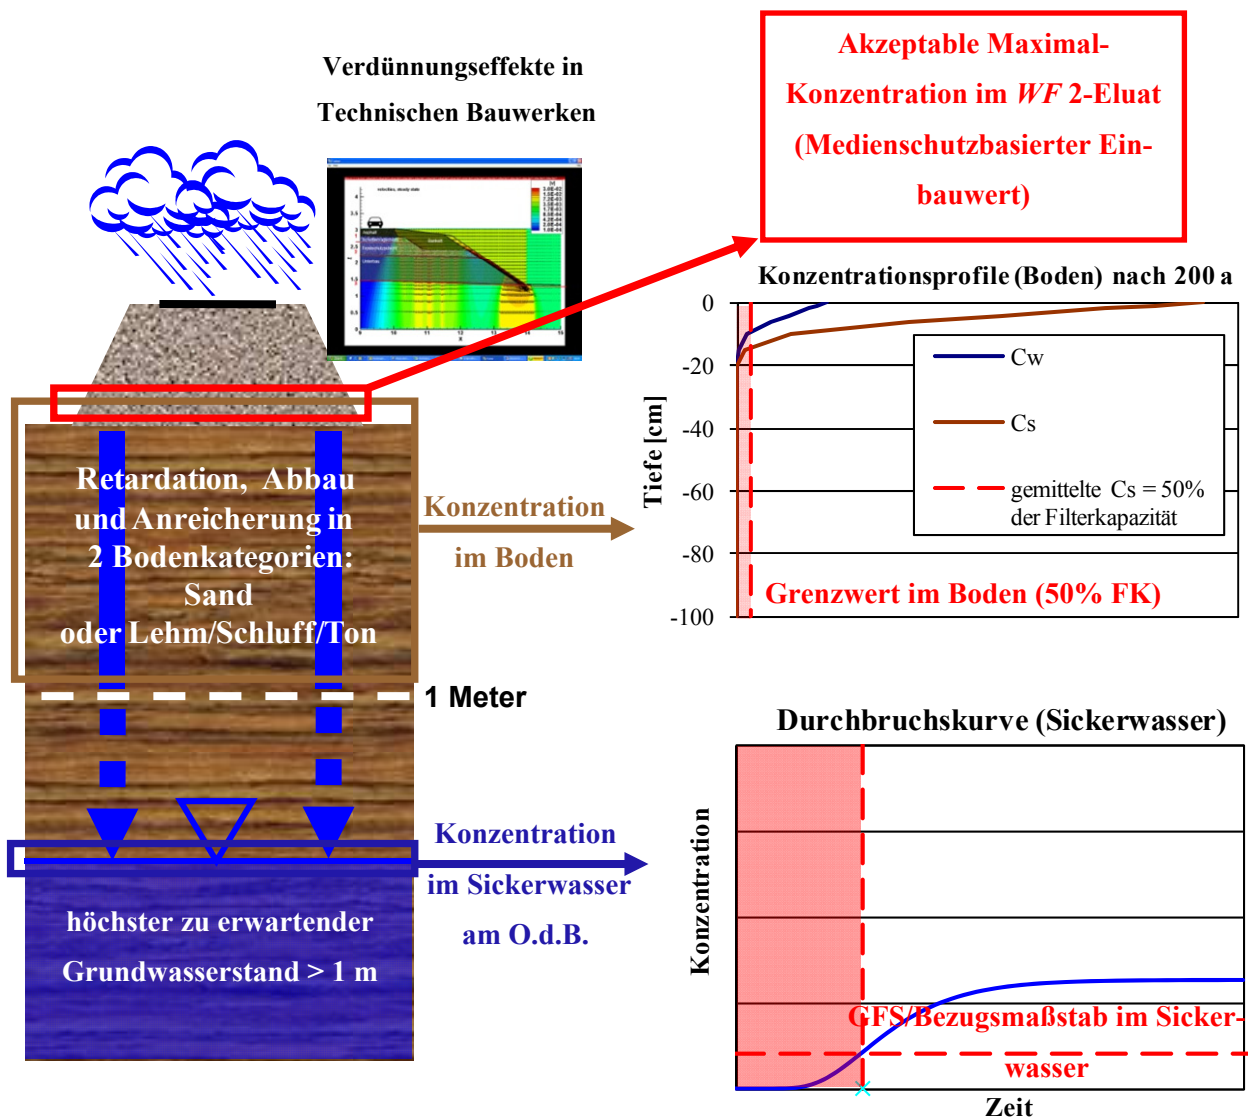 Verdünnungseffekte in
Technischen Bauwerken
Akzeptable Maximal-
Konzentration im WF 2-Eluat
(Medienschutzbasierter Ein-
bauwert)
Retardation, Abbau
und Anreicherung in
2 Bodenkategorien:
Sand
oder Lehm/Schluff/Ton
Konzentration
im Boden
1 Meter
Konzentration
im Sickerwasser
am O.d.B.
höchster zu erwartender
Grundwasserstand > 1 m
Konzentrationsprofile (Boden) nach 200 a
Tiefe [cm]
0
-20
-40
-60
-80
-100
Cw
Cs
gemittelte Cs = 50%
der Filterkapazität
Grenzwert im Boden (50% FK)
Durchbruchskurve (Sickerwasser)
Konzentration
GFS/Bezugsmaßstab im Sicker-
wasser
Zeit